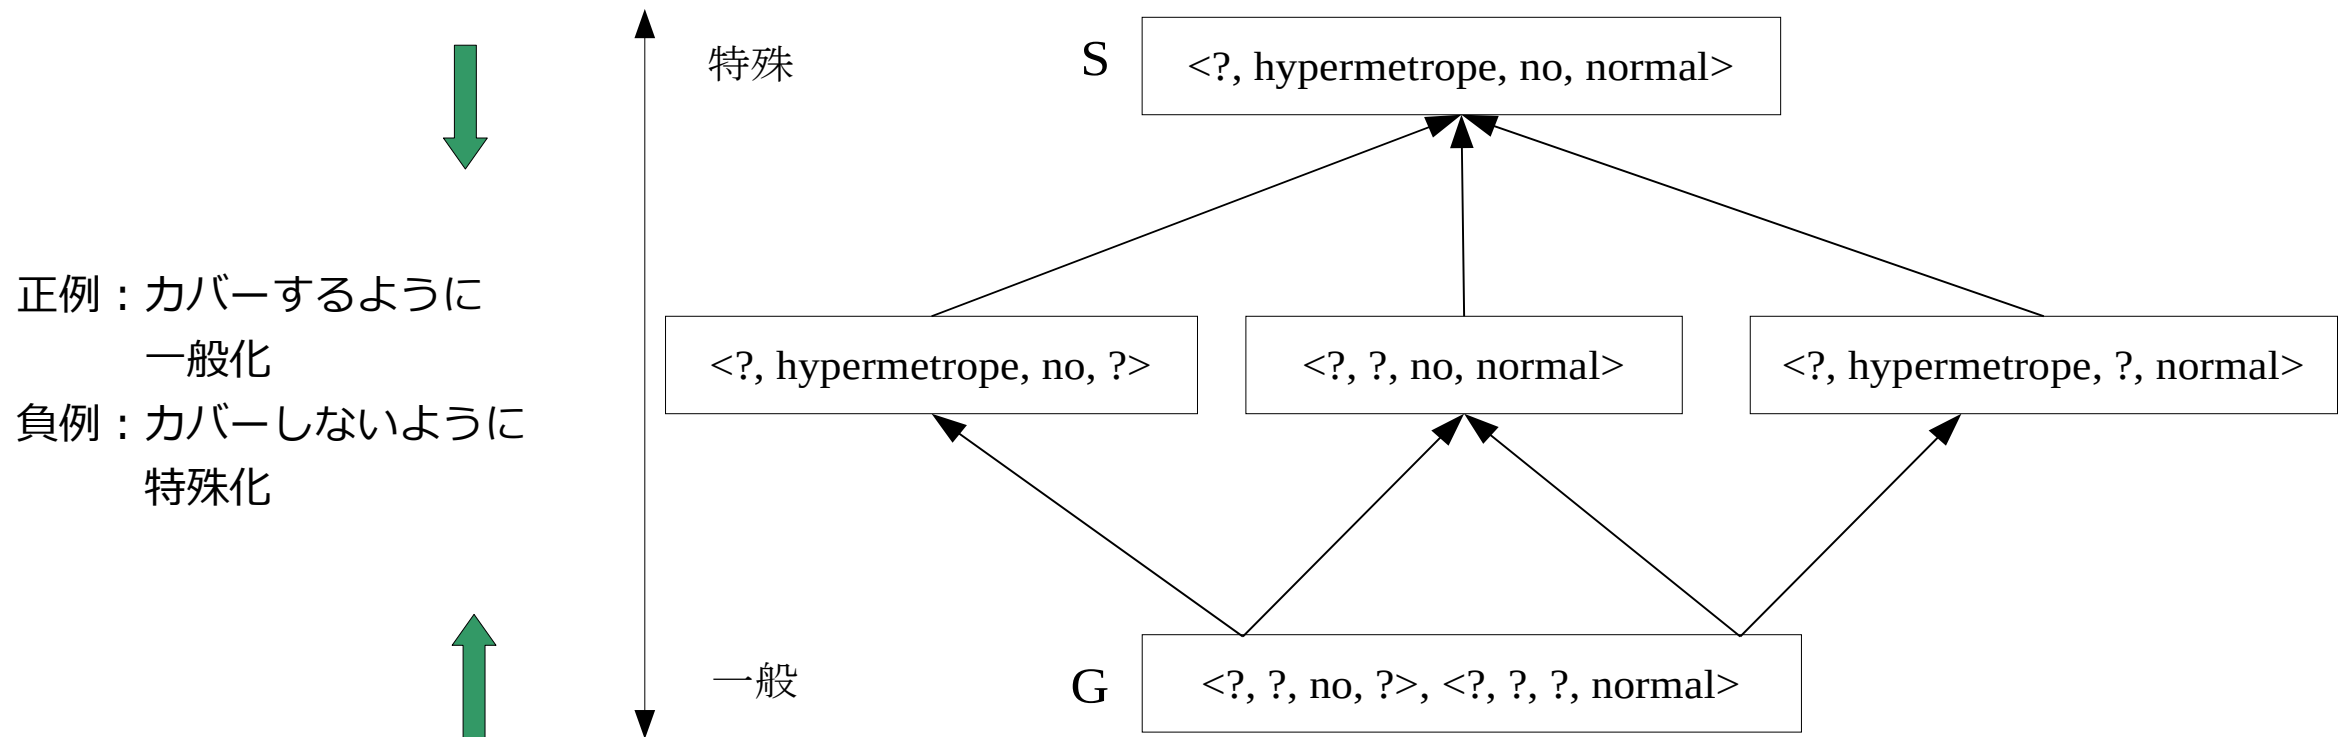 特殊
S
<?, hypermetrope, no, normal>
正例：カバーするように
一般化
負例：カバーしないように
特殊化
<?, hypermetrope, no, ?>
<?, ?, no, normal>
<?, hypermetrope, ?, normal>
一般
G
<?, ?, no, ?>, <?, ?, ?, normal>